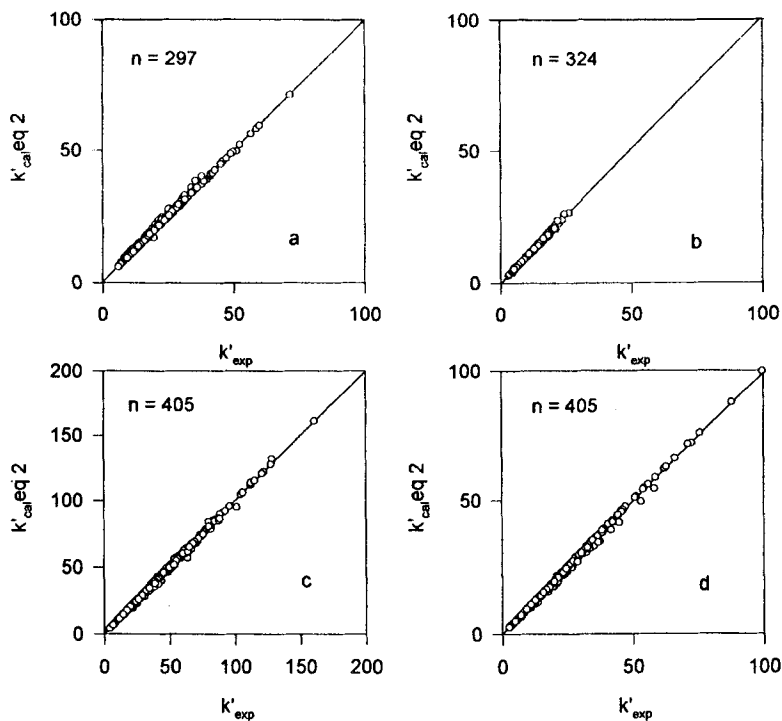 100
n = 297
50
k'cal eq 2
a
0
0 50 100
k'exp
100
n = 324
50
k'cal eq 2
b
0
0 50 100
k'exp
200
n = 405
150
100
k'cal eq 2
50
c
0
0 50 100 150 200
k'exp
100
n = 405
50
k'cal eq 2
d
0
0 50 100
k'exp